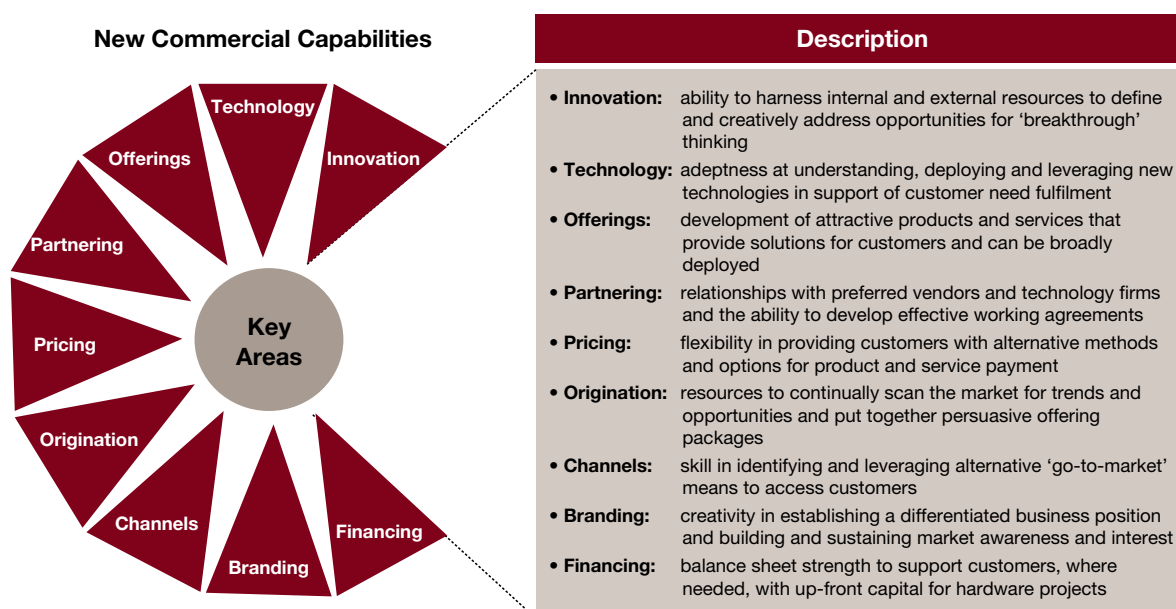 New Commercial Capabilities
Technology
Innovation
Offerings
Partnering
Pricing
Origination
Channels
Branding
Financing
Key
Areas
Description
• Innovation: ability to harness internal and external resources to define
and creatively address opportunities for ‘breakthrough’
thinking
• Technology: adeptness at understanding, deploying and leveraging new
technologies in support of customer need fulfilment
• Offerings: development of attractive products and services that
provide solutions for customers and can be broadly
deployed
• Partnering: relationships with preferred vendors and technology firms
and the ability to develop effective working agreements
• Pricing: flexibility in providing customers with alternative methods
and options for product and service payment
• Origination: resources to continually scan the market for trends and
opportunities and put together persuasive offering
packages
• Channels: skill in identifying and leveraging alternative ‘go-to-market’
means to access customers
• Branding: creativity in establishing a differentiated business position
and building and sustaining market awareness and interest
• Financing: balance sheet strength to support customers, where
needed, with up-front capital for hardware projects